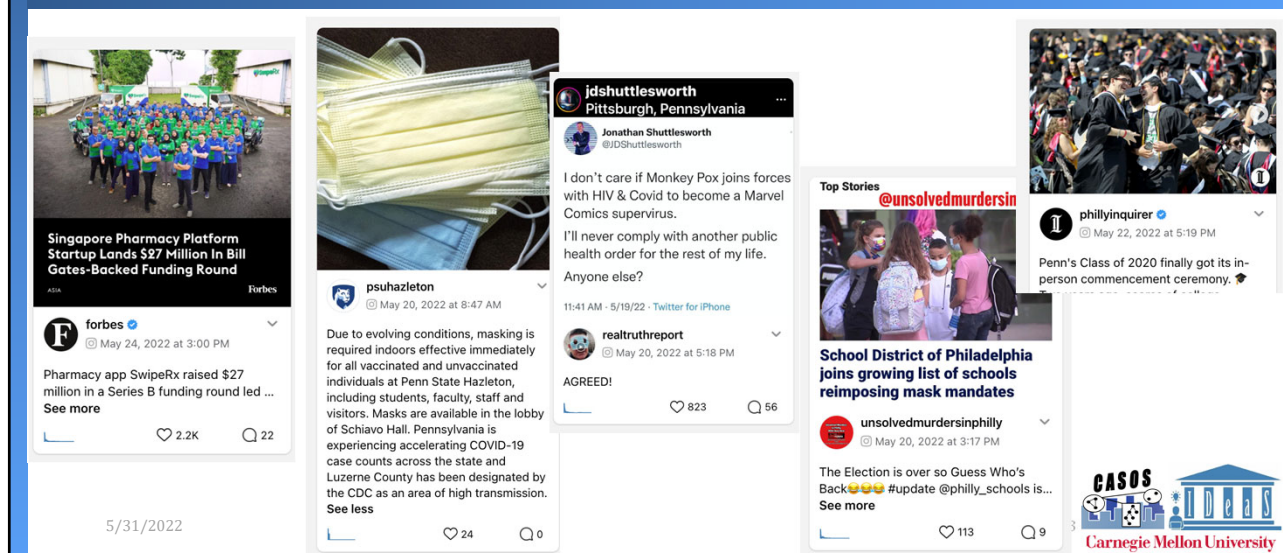 SwipeRx
Singapore Pharmacy Platform
Startup Lands $27 Million In Bill
Gates-Backed Funding Round
ASIA
Forbes
F
forbes
May 24, 2022 at 3:00 PM
Pharmacy app SwipeRx raised $27
million in a Series B funding round led ...
See more
2.2K
22
psuhazleton
May 20, 2022 at 8:47 AM
Due to evolving conditions, masking is
required indoors effective immediately
for all vaccinated and unvaccinated
individuals at Penn State Hazleton,
including students, faculty, staff and
visitors. Masks are available in the lobby
of Schiavo Hall. Pennsylvania is
experiencing accelerating COVID-19
case counts across the state and
Luzerne County has been designated by
the CDC as an area of high transmission.
See less
24
0
jdshuttlesworth
Pittsburgh, Pennsylvania
...
Jonathan Shuttlesworth
@JDShuttlesworth
I don't care if Monkey Pox joins forces
with HIV & Covid to become a Marvel
Comics supervirus.
I'll never comply with another public
health order for the rest of my life.
Anyone else?
11:41 AM · 5/19/22 · Twitter for iPhone
realtruthreport
May 20, 2022 at 5:18 PM
AGREED!
823
56
Top Stories
@unsolvedmurdersin
School District of Philadelphia
joins growing list of schools
reimposing mask mandates
unsolvedmurdersinphilly
May 20, 2022 at 3:17 PM
The Election is over so Guess Who's
Back😂😂😂 #update @philly_schools is...
See more
113
9
I
I
phillyinquirer
May 22, 2022 at 5:19 PM
Penn's Class of 2020 finally got its in-
person commencement ceremony. 🎓
5/31/2022
3
CASOS
IDeaS
Carnegie Mellon University